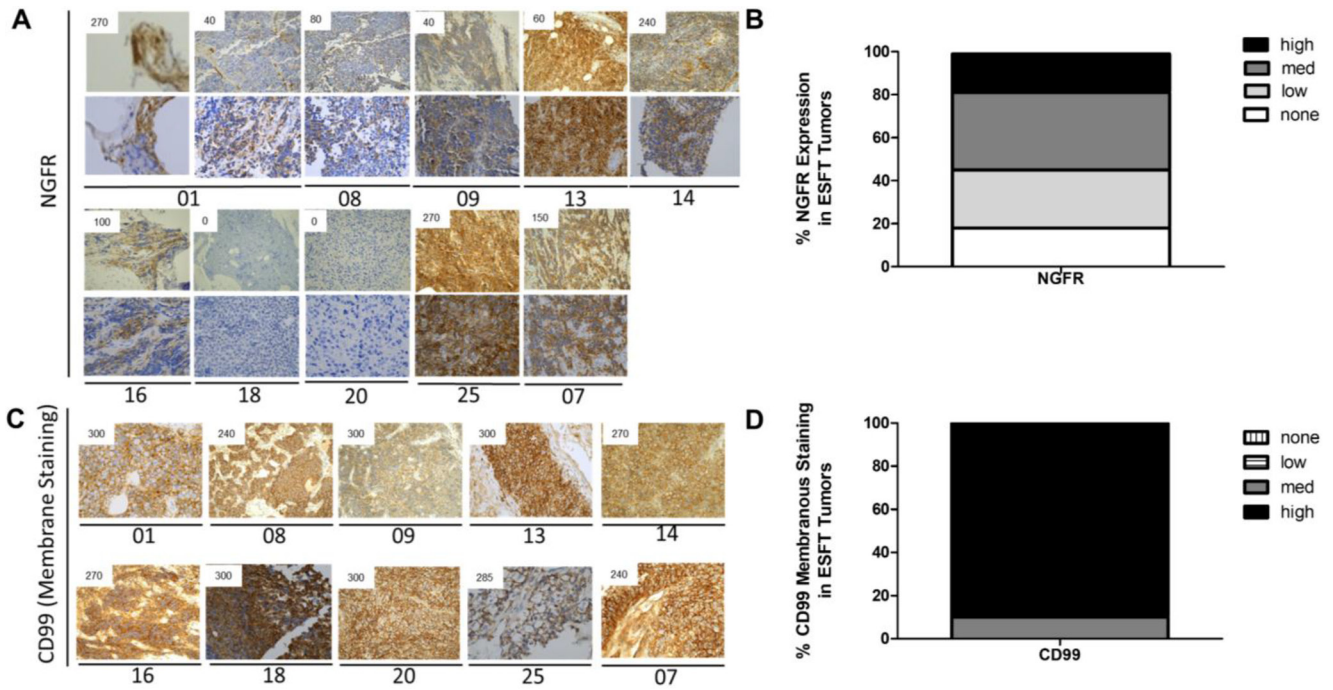 A
270 40 80 40 60 240
NGFR
01 08 09 13 14
100 0 0 270 150
16 18 20 25 07
B
% NGFR Expression
in ESFT Tumors
100
80
60
40
20
0
NGFR
high
med
low
none
C
CD99 (Membrane Staining)
300 240 300 300 270
01 08 09 13 14
270 300 300 285 240
16 18 20 25 07
D
% CD99 Membranous Staining
in ESFT Tumors
100
80
60
40
20
0
CD99
none
low
med
high